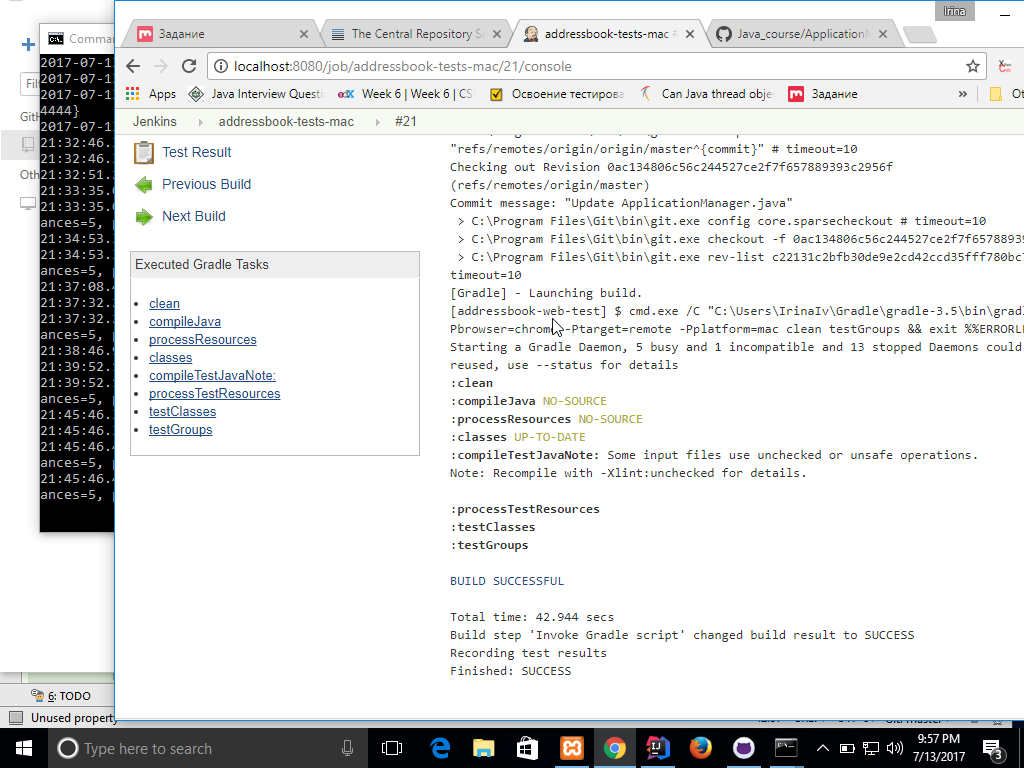 Irina
Задание
The Central Repository S
addressbook-tests-mac
Java_course/Application
localhost:8080/job/addressbook-tests-mac/21/console
Apps
Java Interview Questi
edX
Week 6 | Week 6 | CS
Освоение тестирова
Can Java thread obje
Задание
»
От
Jenkins
addressbook-tests-mac
#21
Test Result
Previous Build
Next Build
Executed Gradle Tasks
clean
compileJava
processResources
classes
compileTestJavaNote:
processTestResources
testClasses
testGroups
"refs/remotes/origin/origin/master^{commit}" # timeout=10
Checking out Revision 0ac134806c56c244527ce2f7f657889393c2956f
(refs/remotes/origin/master)
Commit message: "Update ApplicationManager.java"
> C:\Program Files\Git\bin\git.exe config core.sparsecheckout # timeout=10
> C:\Program Files\Git\bin\git.exe checkout -f 0ac134806c56c244527ce2f7f65788939
> C:\Program Files\Git\bin\git.exe rev-list c22131c2bfb30de9e2cd42ccd35fff780bc
timeout=10
[Gradle] - Launching build.
[addressbook-web-test] $ cmd.exe /C "C:\Users\IrinaIv\Gradle\gradle-3.5\bin\grad
Pbrowser=chrome -Ptarget=remote -Pplatform=mac clean testGroups && exit %%ERRORL
Starting a Gradle Daemon, 5 busy and 1 incompatible and 13 stopped Daemons could
reused, use --status for details
:clean
:compileJava NO-SOURCE
:processResources NO-SOURCE
:classes UP-TO-DATE
:compileTestJavaNote: Some input files use unchecked or unsafe operations.
Note: Recompile with -Xlint:unchecked for details.
:processTestResources
:testClasses
:testGroups
BUILD SUCCESSFUL
Total time: 42.944 secs
Build step 'Invoke Gradle script' changed build result to SUCCESS
Recording test results
Finished: SUCCESS
Comma
2017-07-1
2017-07-1
2017-07-1
4444}
2017-07-1
21:32:46.
21:32:46.
21:32:51.
21:33:35.
21:33:35.
ances=5,
21:34:53.
21:34:53.
ances=5,
21:37:08.
21:37:32.
21:37:32.
ances=5,
21:38:46.
21:39:52.
21:39:52.
ances=5,
21:45:46.
21:45:46.
ances=5,
21:45:46.
ances=5,
Fil
GitH
Oth
6: TODO
Unused property
Type here to search
9:57 PM
7/13/2017
3